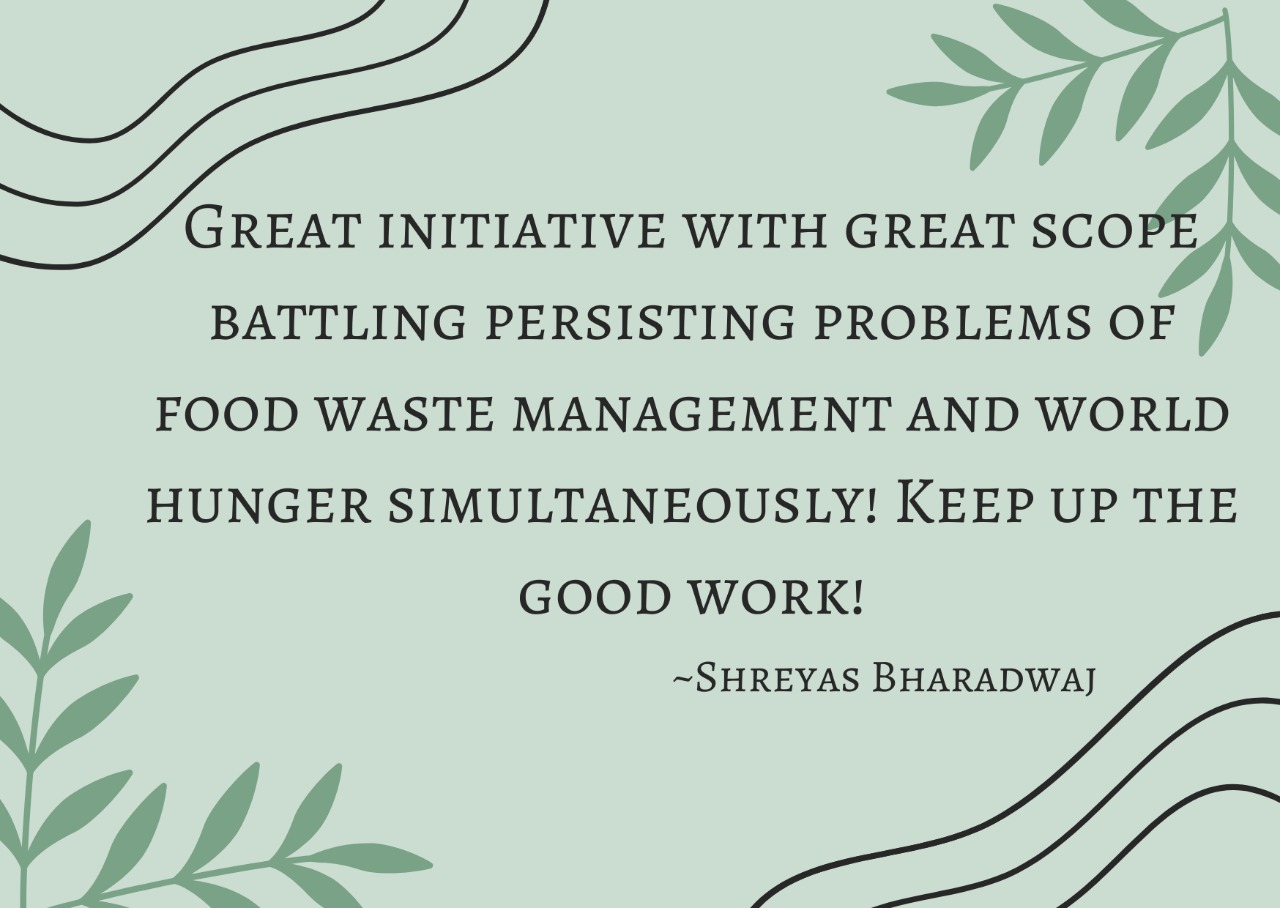 Great initiative with great scope
battling persisting problems of
food waste management and world
hunger simultaneously! Keep up the
good work!
~Shreyas Bharadwaj